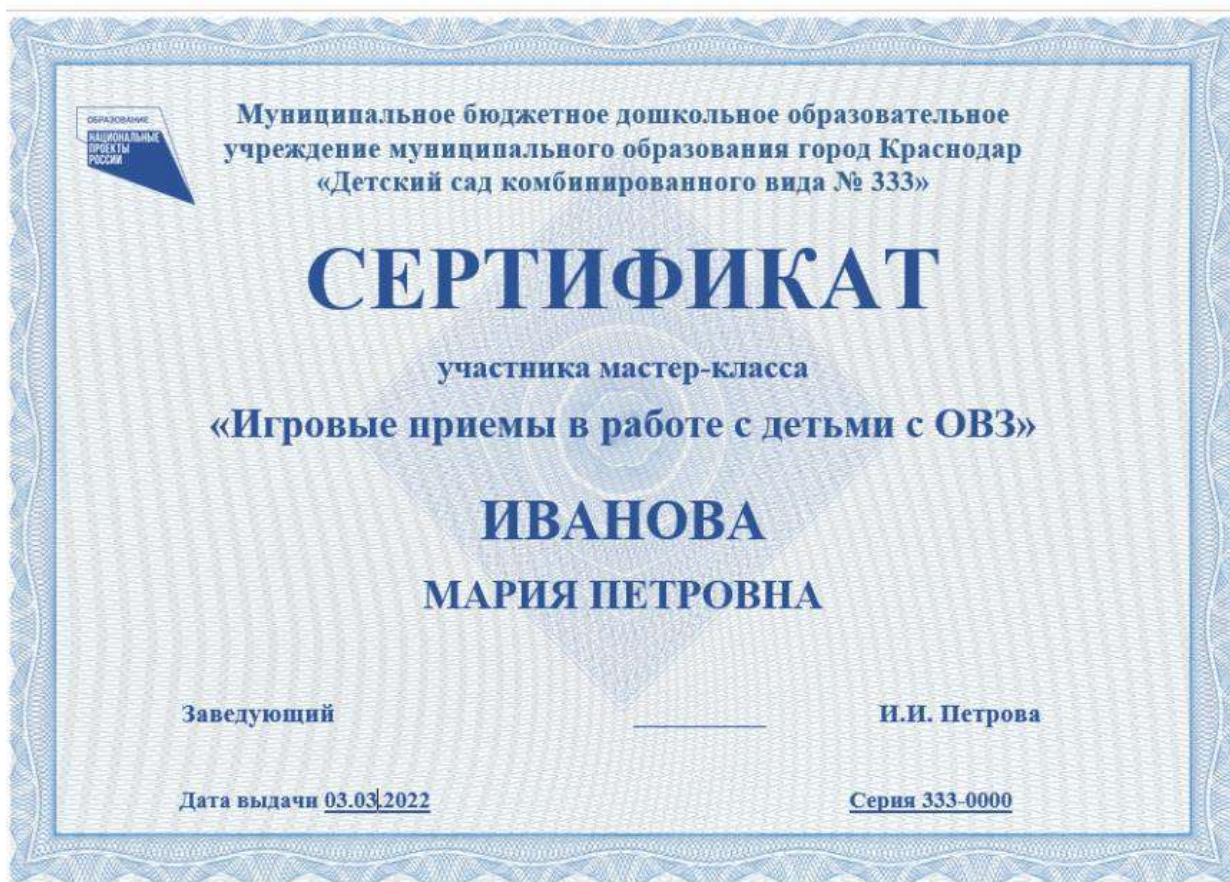 ОБРАЗОВАНИЕ
НАЦИОНАЛЬНЫЕ
ПРОЕКТЫ
РОССИИ
Муниципальное бюджетное дошкольное образовательное
учреждение муниципального образования город Краснодар
«Детский сад комбинированного вида № 333»
СЕРТИФИКАТ
участника мастер-класса
«Игровые приемы в работе с детьми с ОВЗ»
ИВАНОВА
МАРИЯ ПЕТРОВНА
Заведующий __________ И.И. Петрова
Дата выдачи 03.03.2022 Серия 333-0000